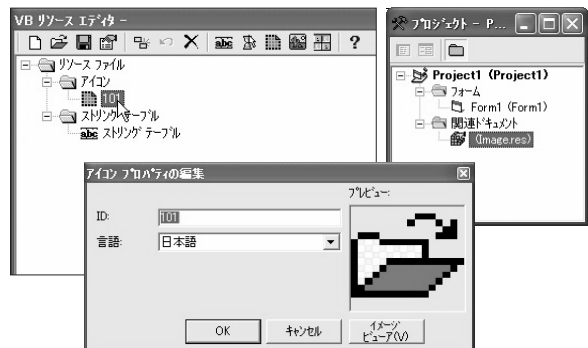 VB リソース エディタ -
abc
?
リソース ファイル
アイコン
101
ストリング テーブル
abc ストリング テーブル
プロジェクト - P...
Project1 (Project1)
フォーム
Form1 (Form1)
関連ドキュメント
(Image.res)
アイコン プロパティの編集
ID:
101
言語:
日本語
プレビュー:
OK
キャンセル
イメージ
ビューア(V)